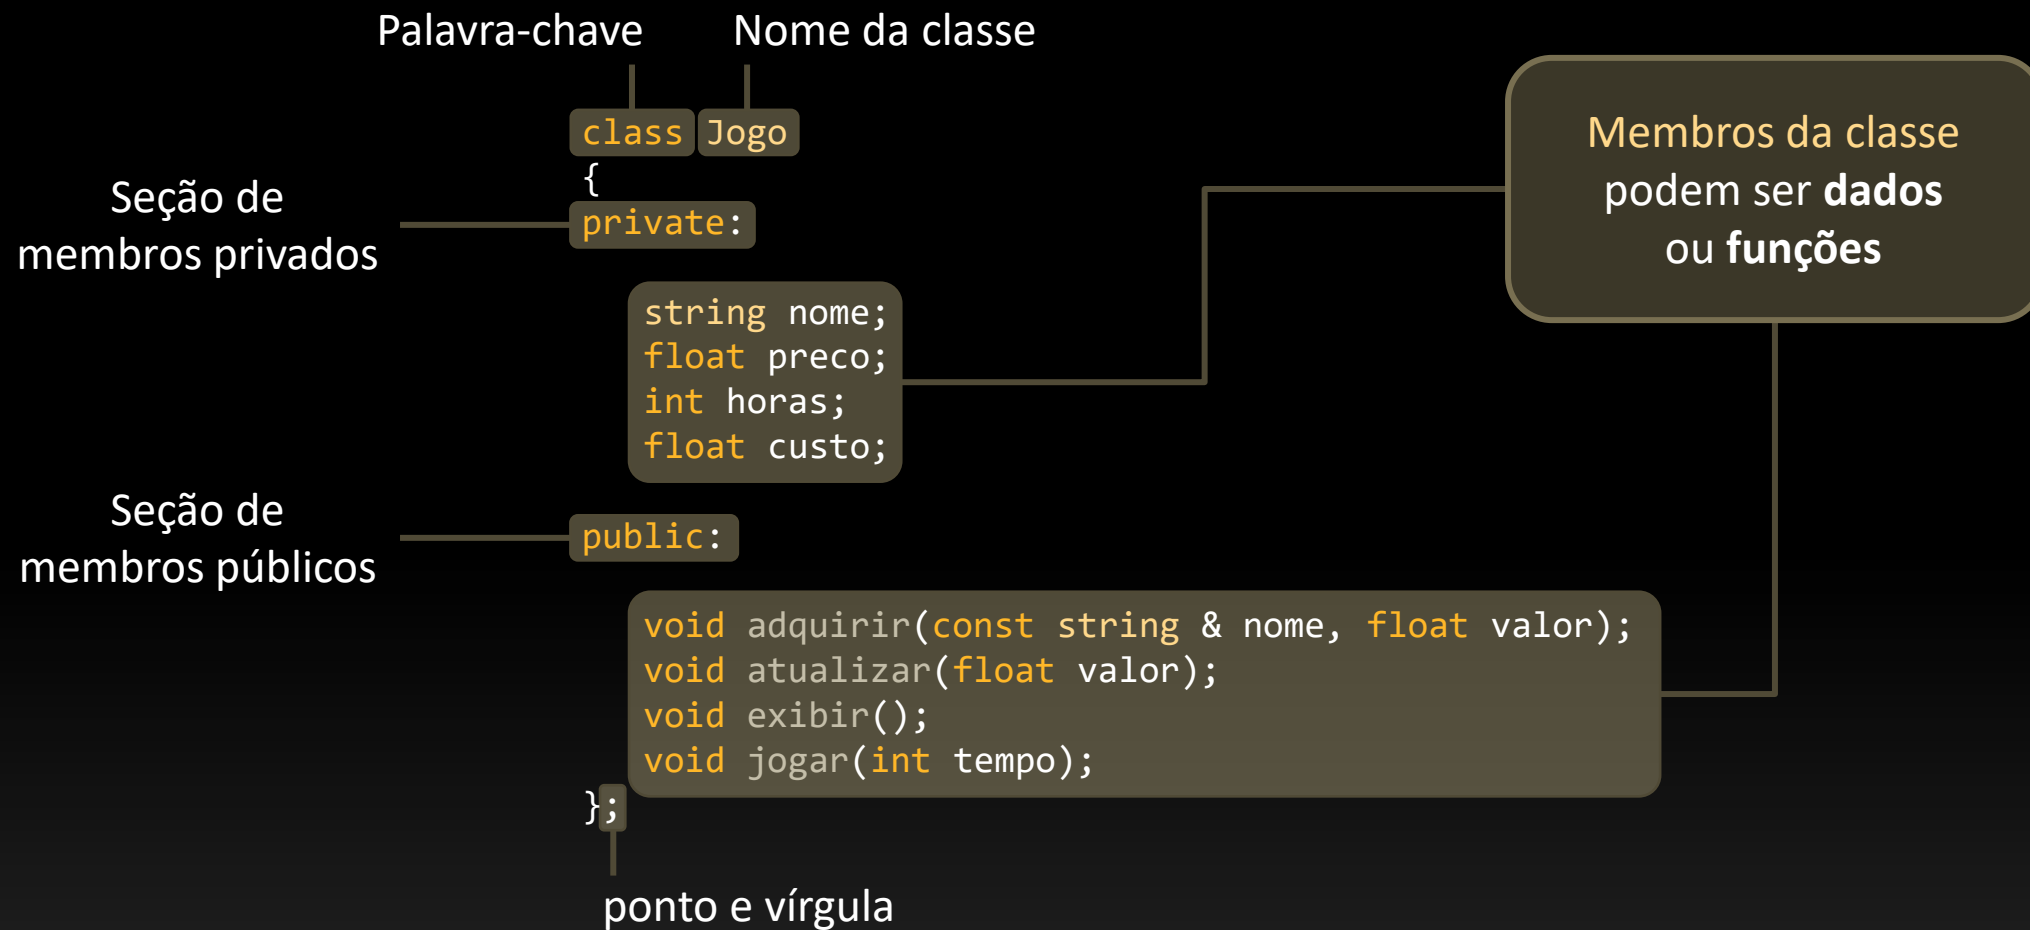 Palavra-chave
Nome da classe
class Jogo
{
Seção de
membros privados
private:
string nome;
float preco;
int horas;
float custo;
Membros da classe
podem ser dados
ou funções
Seção de
membros públicos
public:
void adquirir(const string & nome, float valor);
void atualizar(float valor);
void exibir();
void jogar(int tempo);
};
ponto e vírgula